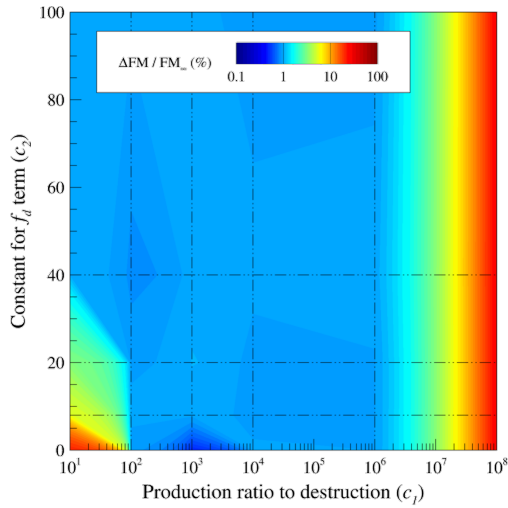 100
ΔFM / FM∞ (%)
0.1 1 10 100
80
60
40
20
0
Constant for f_d term (c_2)
10^1 10^2 10^3 10^4 10^5 10^6 10^7 10^8
Production ratio to destruction (c_1)